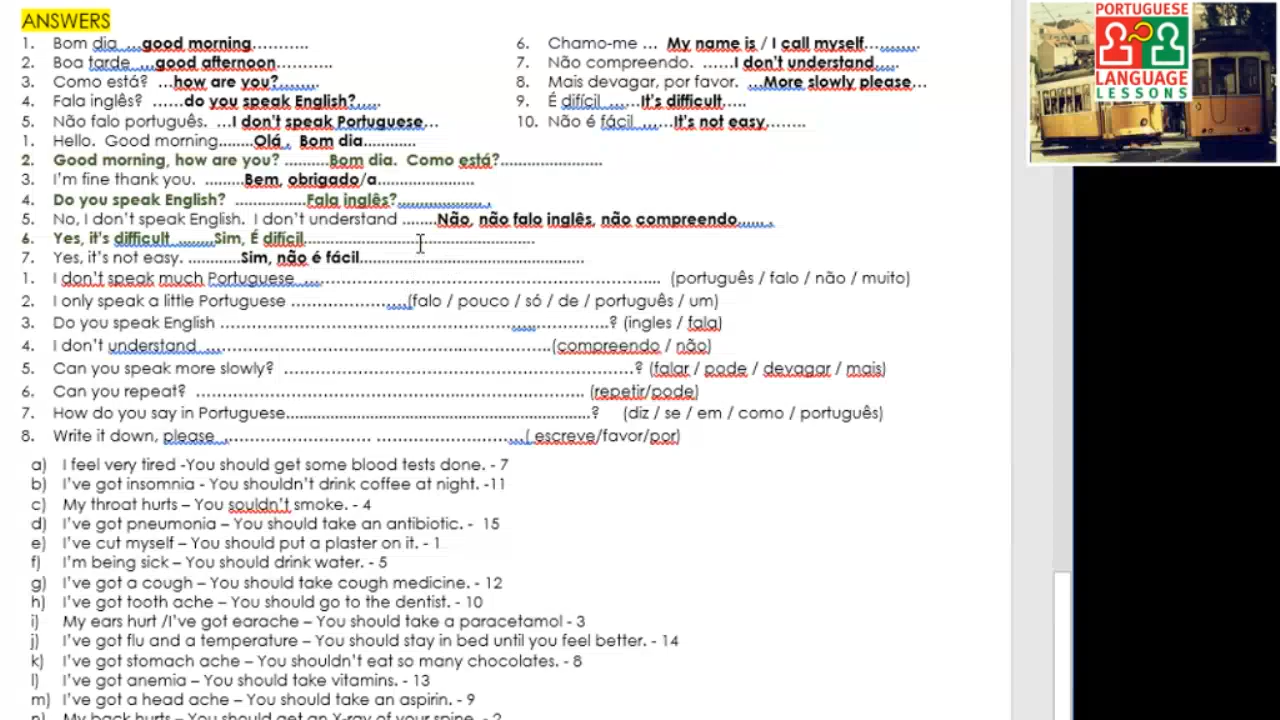 ANSWERS
1. Bom dia ....good morning...........
2. Boa tarde ....good afternoon...........
3. Como está? ...how are you?........
4. Fala inglês? ......do you speak English?.....
5. Não falo português. ...I don't speak Portuguese...
6. Chamo-me ... My name is / I call myself...........
7. Não compreendo. ......I don't understand.....
8. Mais devagar, por favor. ...More slowly please...
9. É difícil ......It's difficult.....
10. Não é fácil ......It's not easy........
1. Hello. Good morning.......Olá , Bom dia...........
2. Good morning, how are you? ..........Bom dia. Como está?......................
3. I'm fine thank you. ........Bem, obrigado/a.....................
4. Do you speak English? ................Fala inglês?.................... .
5. No, I don't speak English. I don't understand .......Não, não falo inglês, não compreendo....... .
6. Yes, it's difficult ........Sim, É difícil..................................................
7. Yes, it's not easy. ...........Sim, não é fácil................................................
1. I don't speak much Portuguese ........................................................................... (português / falo / não / muito)
2. I only speak a little Portuguese .........................(falo / pouco / só / de / português / um)
3. Do you speak English ....................................................................................? (ingles / fala)
4. I don't understand .........................................................................(compreendo / não)
5. Can you speak more slowly? ............................................................................? (falar / pode / devagar / mais)
6. Can you repeat? .................................................................................... (repetir/pode)
7. How do you say in Portuguese..................................................................? (diz / se / em / como / português)
8. Write it down, please ................................. .................................( escreve/favor/por)
a) I feel very tired -You should get some blood tests done. - 7
b) I've got insomnia - You shouldn't drink coffee at night. -11
c) My throat hurts – You souldn't smoke. - 4
d) I've got pneumonia – You should take an antibiotic. - 15
e) I've cut myself – You should put a plaster on it. - 1
f) I'm being sick – You should drink water. - 5
g) I've got a cough – You should take cough medicine. - 12
h) I've got tooth ache – You should go to the dentist. - 10
i) My ears hurt /I've got earache – You should take a paracetamol - 3
j) I've got flu and a temperature – You should stay in bed until you feel better. - 14
k) I've got stomach ache – You shouldn't eat so many chocolates. - 8
l) I've got anemia – You should take vitamins. - 13
m) I've got a head ache – You should take an aspirin. - 9
n) My back hurts – You should get an X-ray of your spine. - 2
PORTUGUESE
LANGUAGE
LESSONS